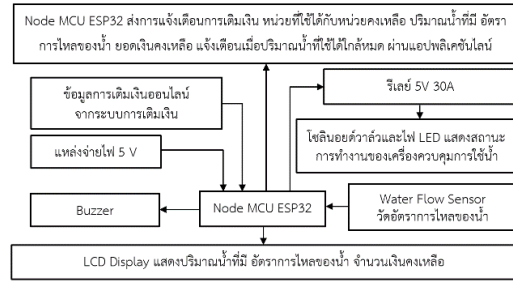 Node MCU ESP32 ส่งการแจ้งเตือนการเติมเงิน หน่วยที่ใช้ได้กับหน่วยคงเหลือ ปริมาณน้ำที่มี อัตรา
การไหลของน้ำ ยอดเงินคงเหลือ แจ้งเตือนเมื่อปริมาณน้ำที่ใช้ได้ใกล้หมด ผ่านแอปพลิเคชันไลน์
ข้อมูลการเติมเงินออนไลน์
จากระบบการเติมเงิน
รีเลย์ 5V 30A
แหล่งจ่ายไฟ 5 V
โซลินอยด์วาล์วและไฟ LED แสดงสถานะ
การทำงานของเครื่องควบคุมการใช้น้ำ
Buzzer
Node MCU ESP32
Water Flow Sensor
วัดอัตราการไหลของน้ำ
LCD Display แสดงปริมาณน้ำที่มี อัตราการไหลของน้ำ จำนวนเงินคงเหลือ